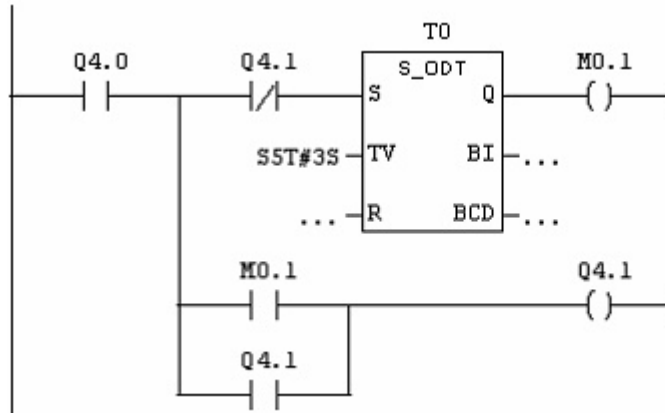 T0
Q4.0 Q4.1 S_ODT M0.1
S Q
S5T#3S TV BI ...
... R BCD ...
M0.1 Q4.1
Q4.1